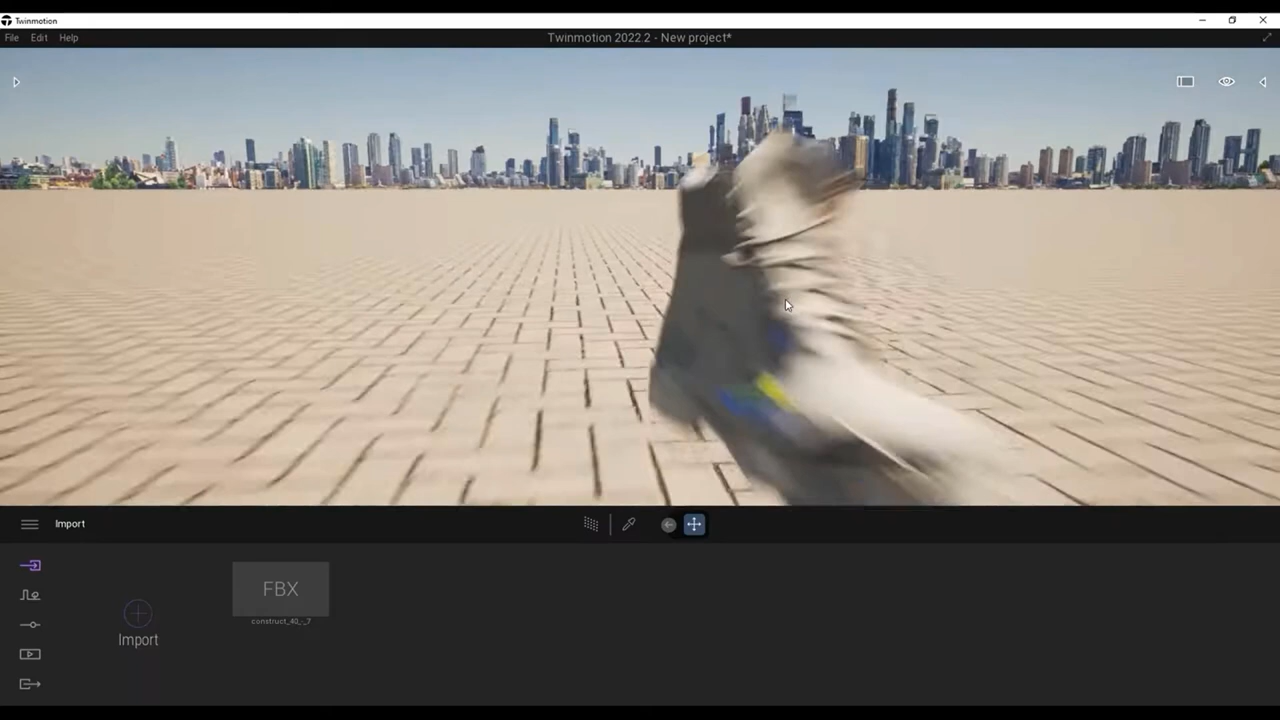 Twinmotion
File Edit Help
Twinmotion 2022.2 - New project*
Import
FBX
construct_40_-_7
Import